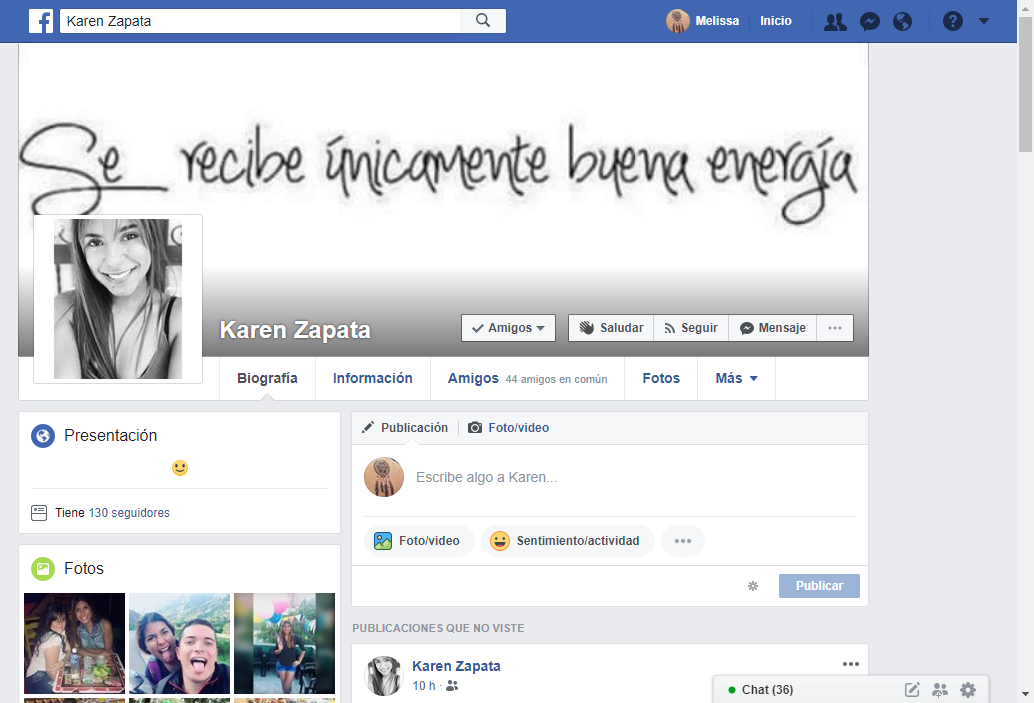 Karen Zapata
Melissa
Inicio
Se recibe únicamente buena energía
Karen Zapata
Amigos
Saludar
Seguir
Mensaje
Biografía
Información
Amigos 44 amigos en común
Fotos
Más
Presentación
Tiene 130 seguidores
Fotos
Publicación
Foto/video
Escribe algo a Karen...
Foto/video
Sentimiento/actividad
Publicar
PUBLICACIONES QUE NO VISTE
Karen Zapata
10 h ·
Chat (36)